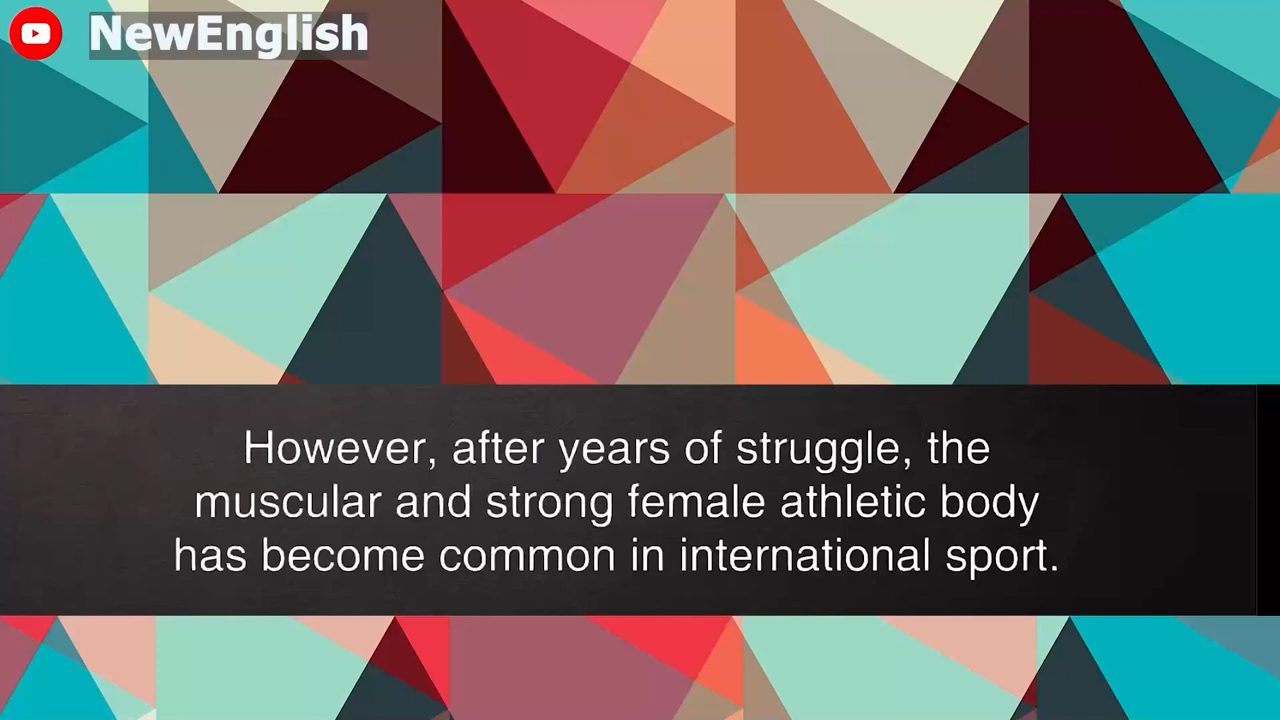 NewEnglish
However, after years of struggle, the
muscular and strong female athletic body
has become common in international sport.